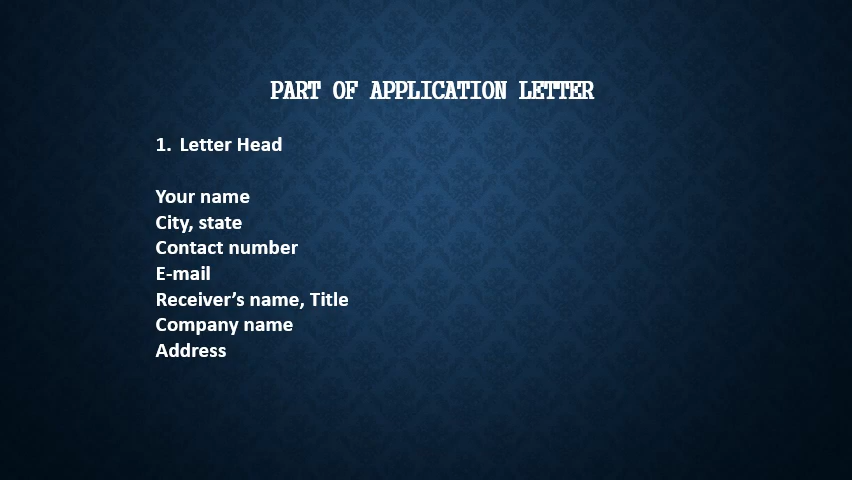 PART OF APPLICATION LETTER
1. Letter Head
Your name
City, state
Contact number
E-mail
Receiver’s name, Title
Company name
Address